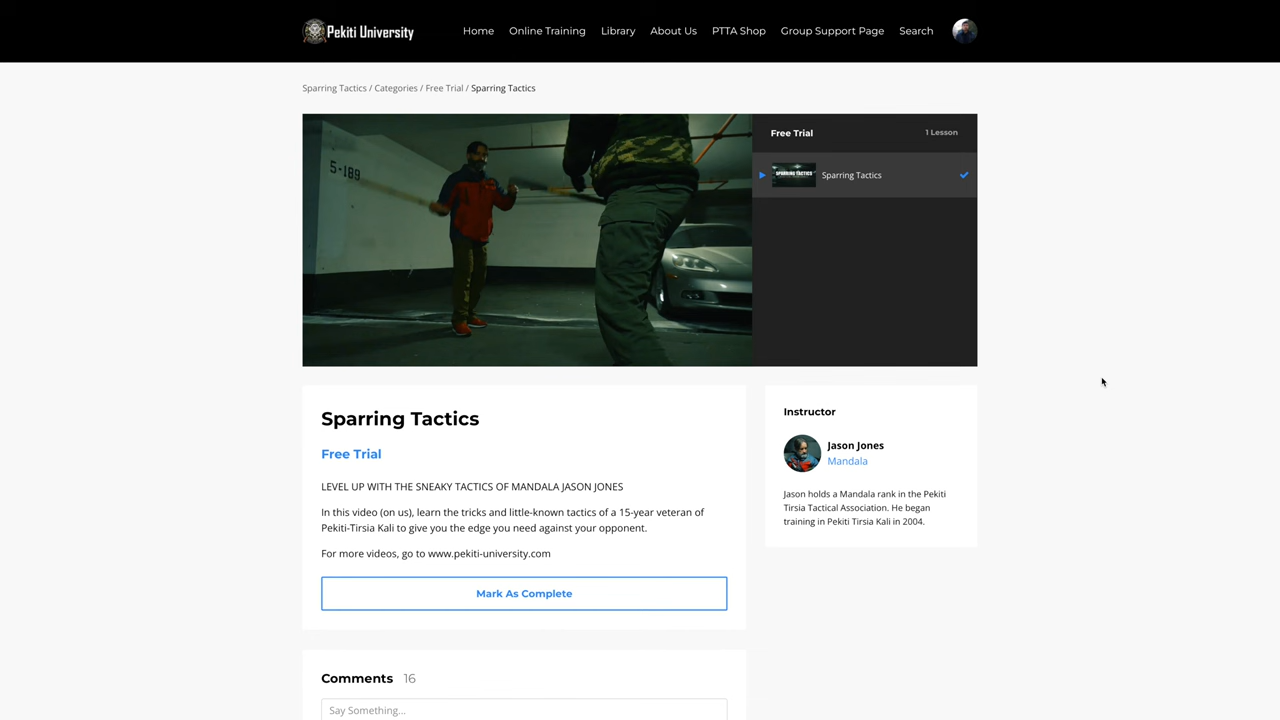 Pekiti University
Home Online Training Library About Us PTTA Shop Group Support Page Search
Sparring Tactics / Categories / Free Trial / Sparring Tactics
5-189
Free Trial 1 Lesson
SPARRING TACTICS
Sparring Tactics
Sparring Tactics
Free Trial
LEVEL UP WITH THE SNEAKY TACTICS OF MANDALA JASON JONES
In this video (on us), learn the tricks and little-known tactics of a 15-year veteran of
Pekiti-Tirsia Kali to give you the edge you need against your opponent.
For more videos, go to www.pekiti-university.com
Mark As Complete
Instructor
Jason Jones
Mandala
Jason holds a Mandala rank in the Pekiti
Tirsia Tactical Association. He began
training in Pekiti Tirsia Kali in 2004.
Comments 16
Say Something...